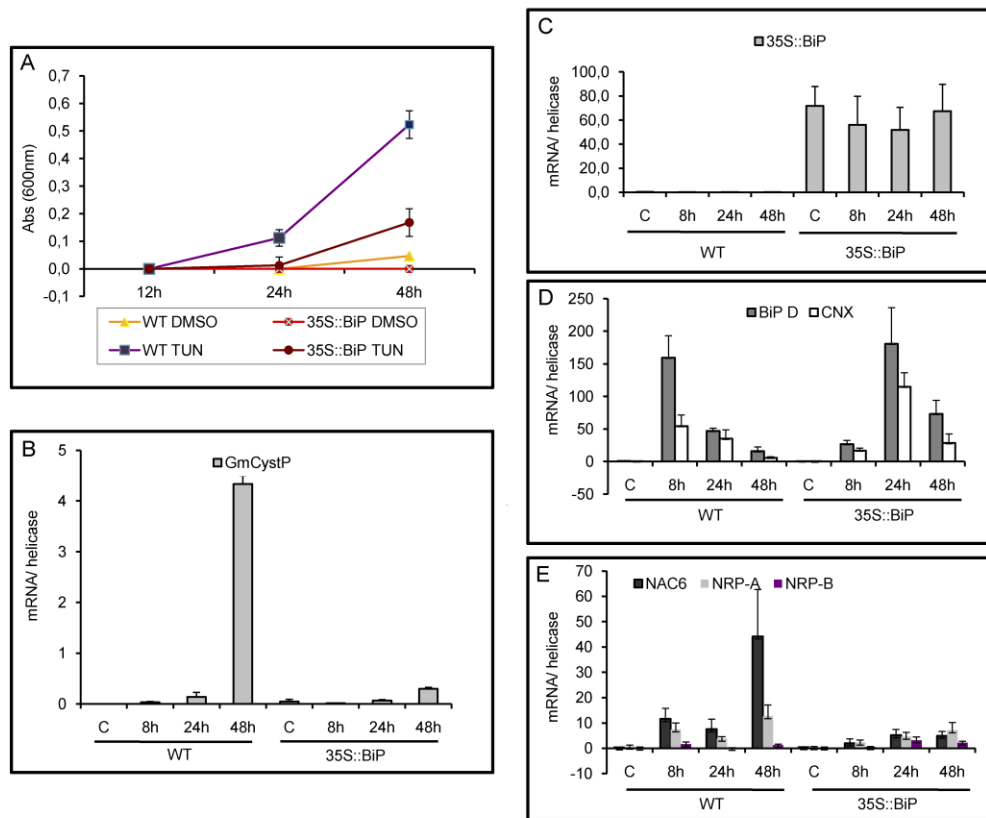 A
0,7
0,6
0,5
0,4
0,3
0,2
0,1
0,0
-0,1
Abs (600nm)
12h 24h 48h
WT DMSO 35S::BiP DMSO
WT TUN 35S::BiP TUN
B
GmCystP
5
4
3
2
1
0
mRNA/ helicase
C 8h 24h 48h C 8h 24h 48h
WT 35S::BiP
C
35S::BiP
100,0
80,0
60,0
40,0
20,0
0,0
mRNA/ helicase
C 8h 24h 48h C 8h 24h 48h
WT 35S::BiP
D
BiP D CNX
250
200
150
100
50
0
-50
mRNA/ helicase
C 8h 24h 48h C 8h 24h 48h
WT 35S::BiP
E
NAC6 NRP-A NRP-B
70
60
50
40
30
20
10
0
-10
mRNA/ helicase
C 8h 24h 48h C 8h 24h 48h
WT 35S::BiP